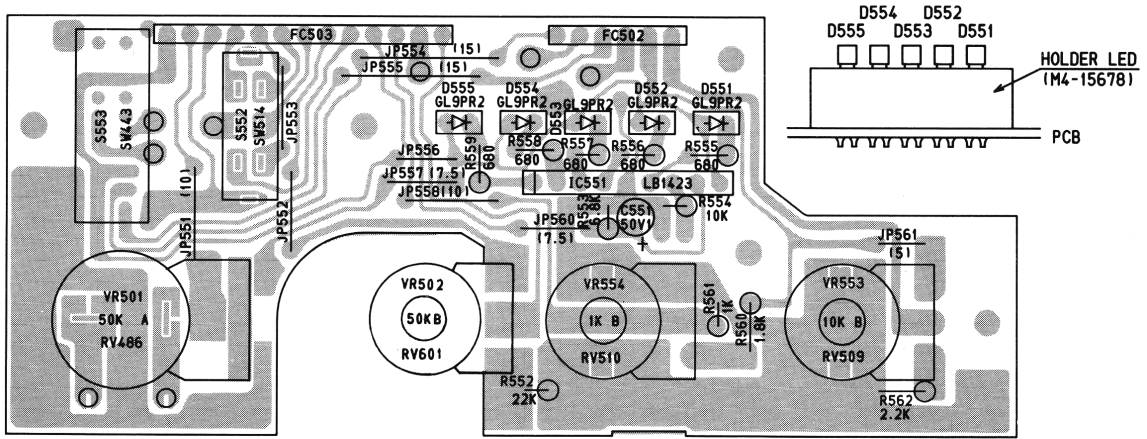 FC503
FC502
JP554 (15)
JP555 (15)
S553
SW443
S552
SW514
JP553
D555
GL9PR2
D554
GL9PR2
D553
GL9PR2
D552
GL9PR2
D551
GL9PR2
JP556
JP557 (7.5)
JP558(10)
R559
680
R558
680
R557
680
R556
680
R555
680
IC551 LB1423
JP551 (10)
JP552
JP560
(7.5)
R553
6.8K
C551
50V1
+
R554
10K
JP561
(5)
VR501
50K A
RV486
VR502
50KB
RV601
VR554
1K B
RV510
R561
1K
R560
1.8K
VR553
10K B
RV509
R552
22K
R562
2.2K
D554 D552
D555 D553 D551
HOLDER LED
(M4-15678)
PCB